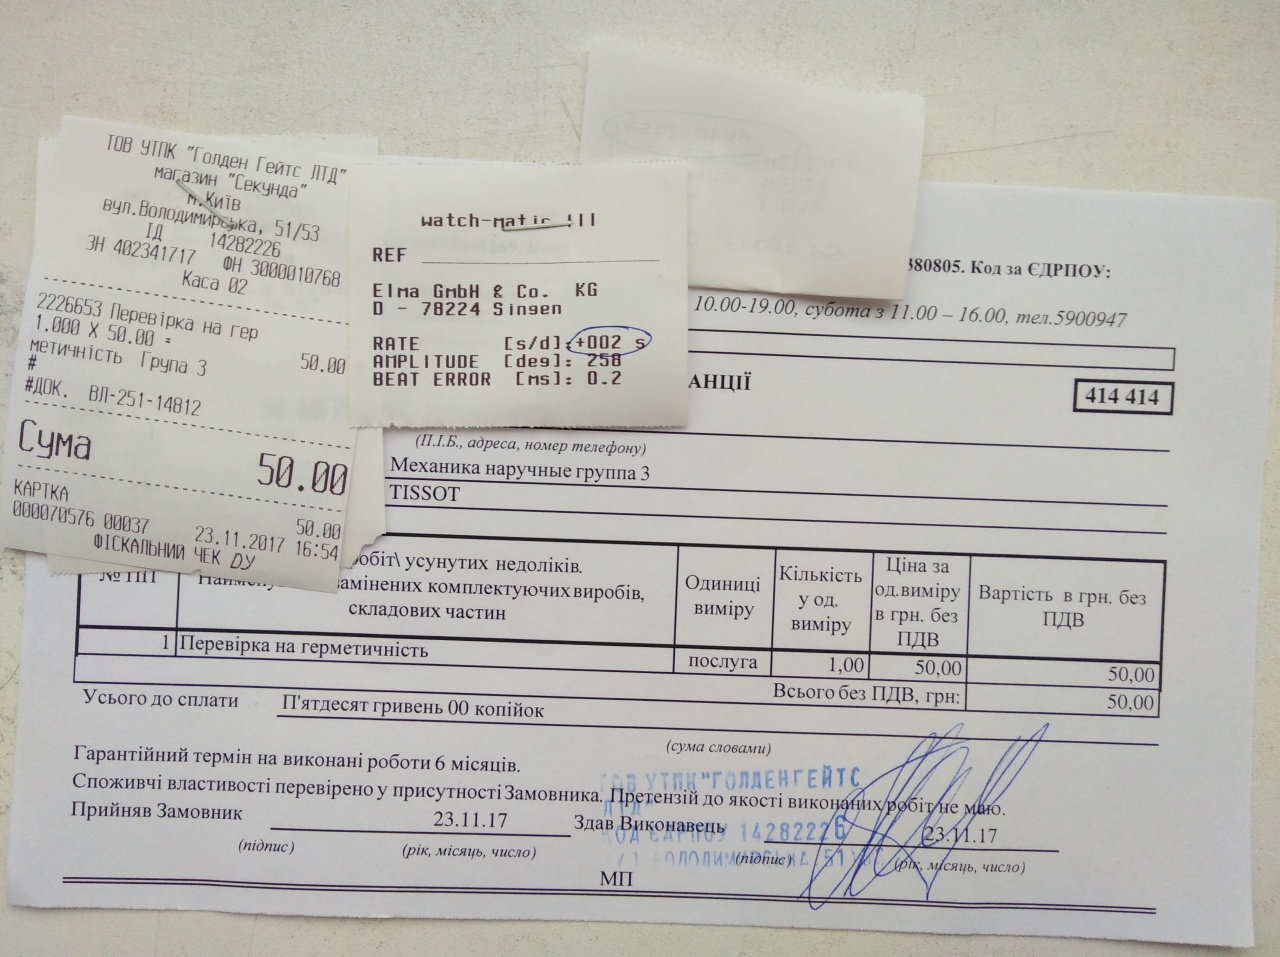 ТОВ УТПК "Голден Гейтс ЛТД"
магазин "Секунда"
м.Київ
вул.Володимирська, 51/53
ІД 14282226
ЗН 402341717 ФН 3000010768
Каса 02
2226653 Перевірка на гер
1.000 X 50.00 =
метичність Група 3 50.00
#
#ДОК. ВЛ-251-14812
Сума 50.00
КАРТКА 50.00
000070576 00037 23.11.2017 16:54
ФІСКАЛЬНИЙ ЧЕК
watch-matic III
REF
Elma GmbH & Co. KG
D - 78224 Singen
RATE [s/d]: +002 s
AMPLITUDE [deg]: 258
BEAT ERROR [ms]: 0.2
380805. Код за ЄДРПОУ:
10.00-19.00, субота з 11.00 – 16.00, тел.5900947
АНЦІЇ
414 414
(П.І.Б., адреса, номер телефону)
Механика наручные группа 3
TISSOT
№ ПП
обіт\ усунутих недоліків.
замінених комплектуючих виробів,
складових частин
Одиниці виміру
Кількість у од. виміру
Ціна за од.виміру в грн. без ПДВ
Вартість в грн. без ПДВ
1 Перевірка на герметичність послуга 1,00 50,00 50,00
Всього без ПДВ, грн: 50,00
Усього до сплати П'ятдесят гривень 00 копійок
(сума словами)
Гарантійний термін на виконані роботи 6 місяців.
Споживчі властивості перевірено у присутності Замовника. Претензій до якості виконаних робіт не маю.
Прийняв Замовник 23.11.17 Здав Виконавець 23.11.17
(підпис) (рік, місяць, число) (підпис) (рік, місяць, число)
МП
ТОВ УТПК"ГОЛДЕНГЕЙТС
ЛТД"
КОД ЄДРПОУ 14282226